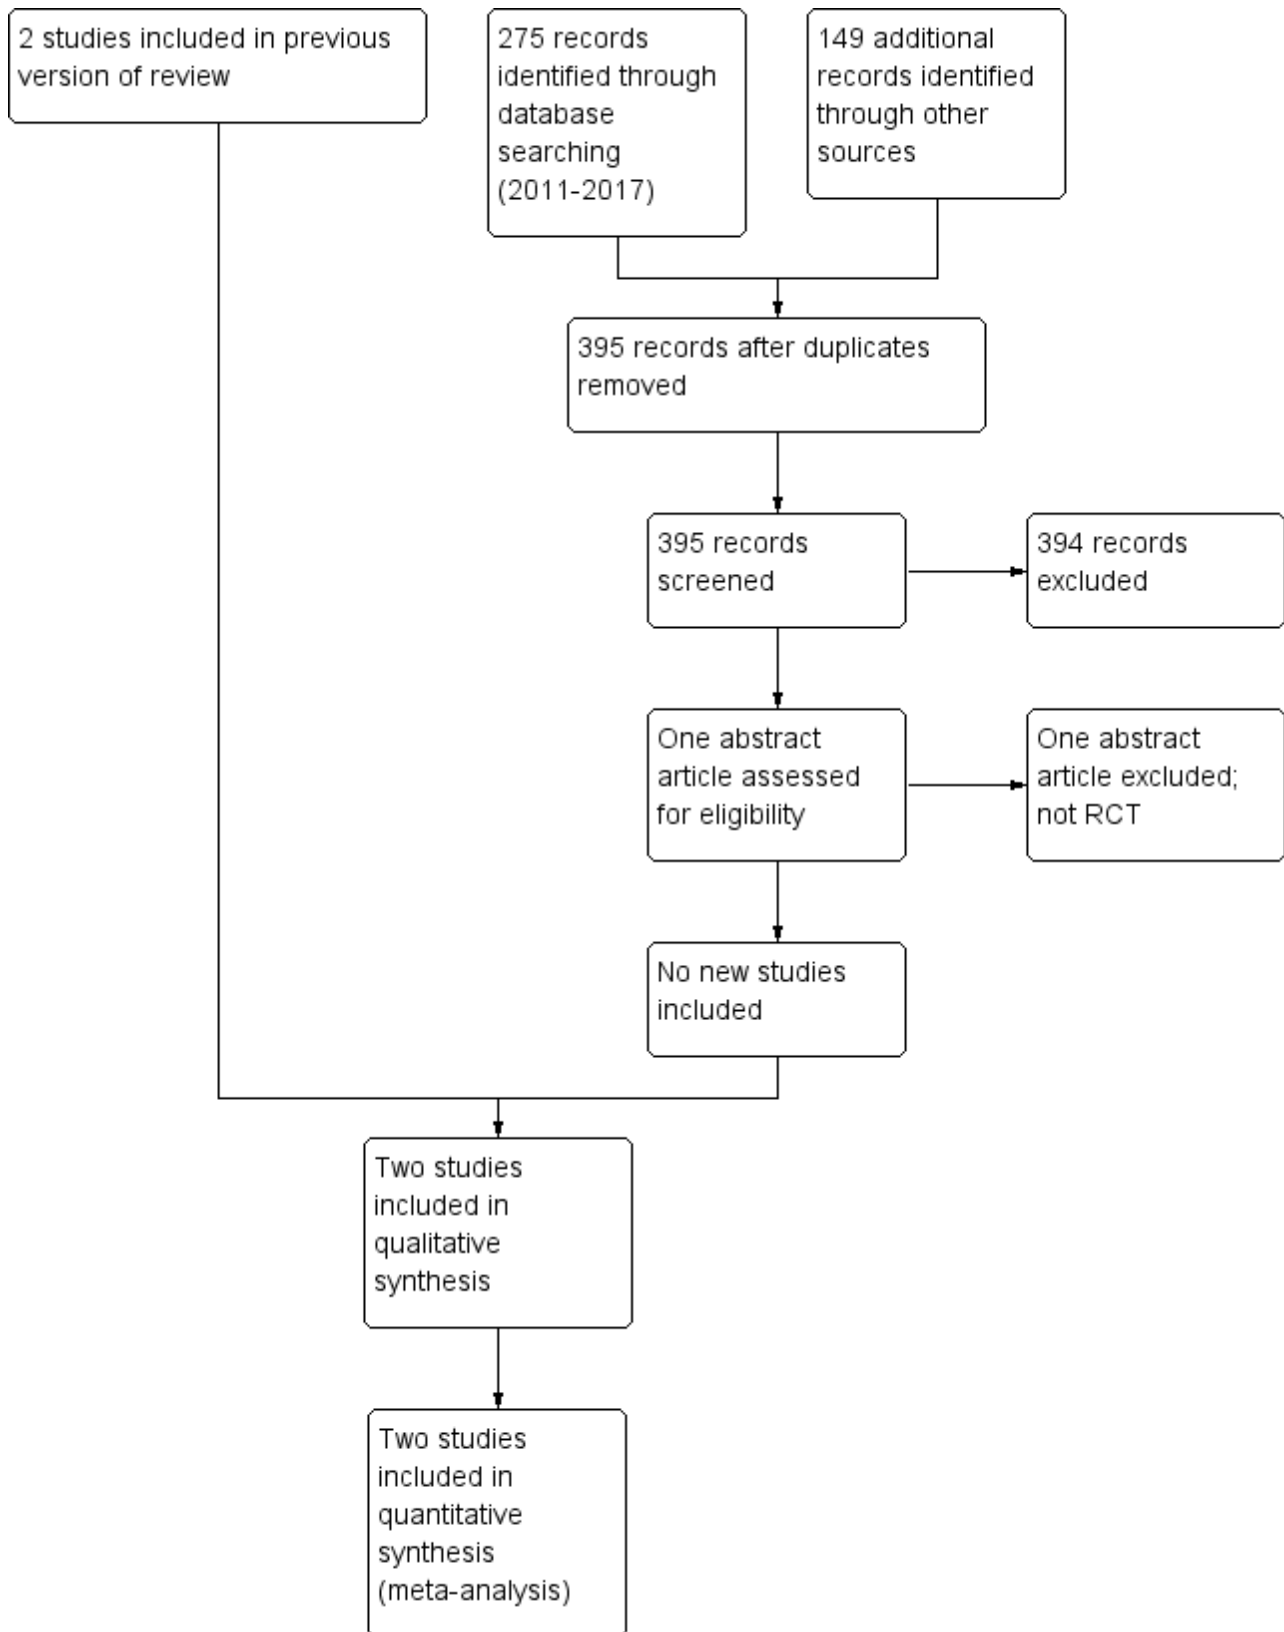 2 studies included in previous
version of review
275 records
identified through
database
searching
(2011-2017)
149 additional
records identified
through other
sources
395 records after duplicates
removed
395 records
screened
394 records
excluded
One abstract
article assessed
for eligibility
One abstract
article excluded;
not RCT
No new studies
included
Two studies
included in
qualitative
synthesis
Two studies
included in
quantitative
synthesis
(meta-analysis)